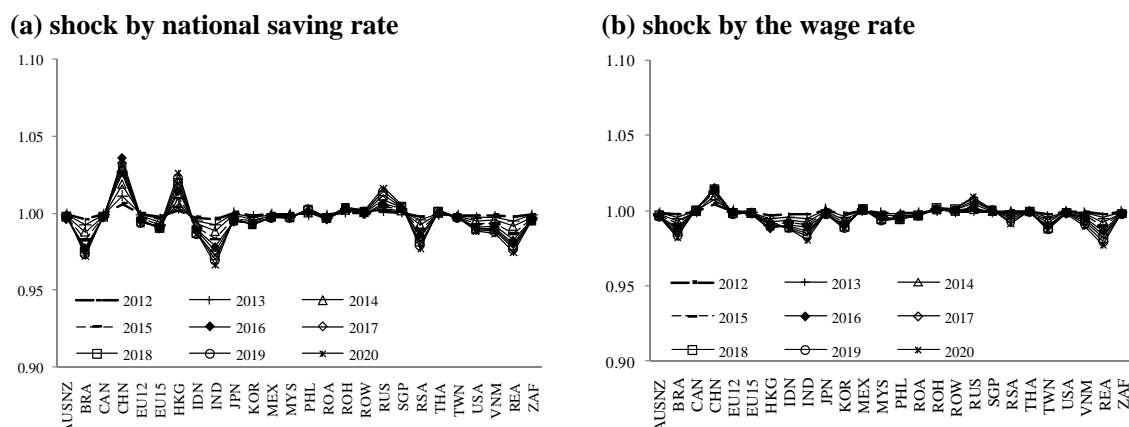 (a) shock by national saving rate
1.10
1.05
1.00
0.95
0.90
2012 2013 2014
2015 2016 2017
2018 2019 2020
AUSNZ BRA CAN CHN EU12 EU15 HKG IDN IND JPN KOR MEX MYS PHL ROA ROH ROW RUS SGP RSA THA TWN USA VNM REA ZAF
(b) shock by the wage rate
1.10
1.05
1.00
0.95
0.90
2012 2013 2014
2015 2016 2017
2018 2019 2020
AUSNZ BRA CAN CHN EU12 EU15 HKG IDN IND JPN KOR MEX MYS PHL ROA ROH ROW RUS SGP RSA THA TWN USA VNM REA ZAF